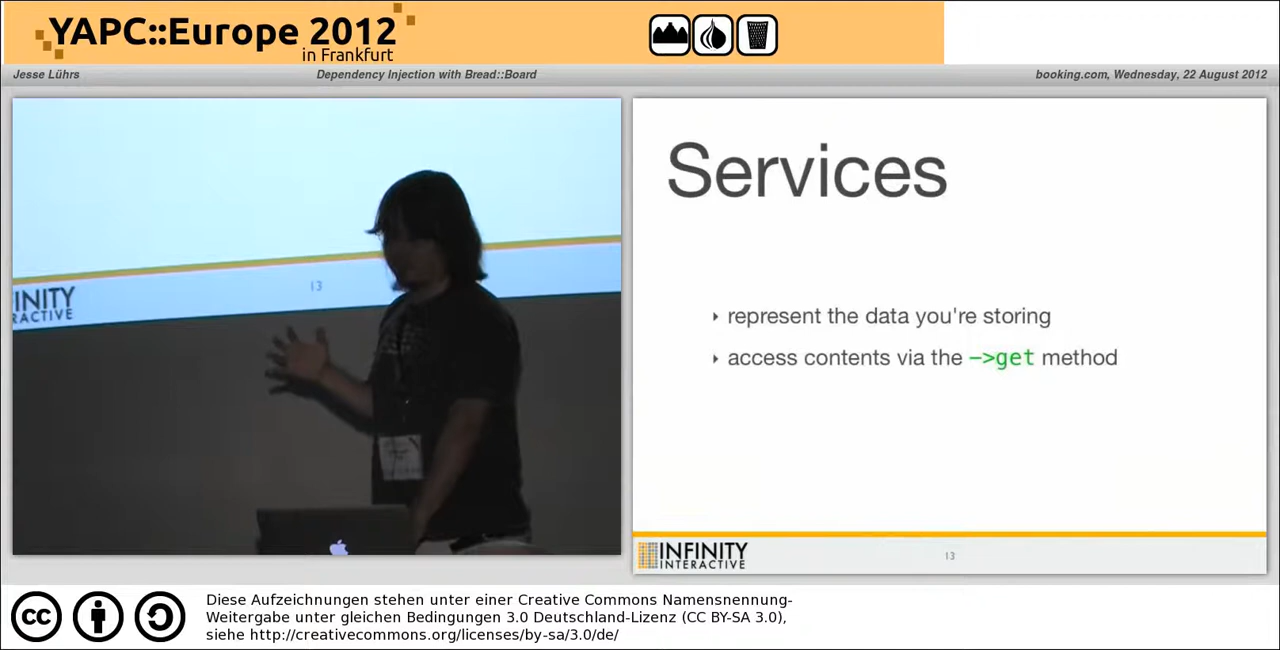 YAPC::Europe 2012
in Frankfurt
Jesse Lührs
Dependency Injection with Bread::Board
booking.com, Wednesday, 22 August 2012
13
INITY
RACTIVE
Services
represent the data you're storing
access contents via the ->get method
INFINITY
INTERACTIVE
13
cc
Diese Aufzeichnungen stehen unter einer Creative Commons Namensnennung-
Weitergabe unter gleichen Bedingungen 3.0 Deutschland-Lizenz (CC BY-SA 3.0),
siehe http://creativecommons.org/licenses/by-sa/3.0/de/